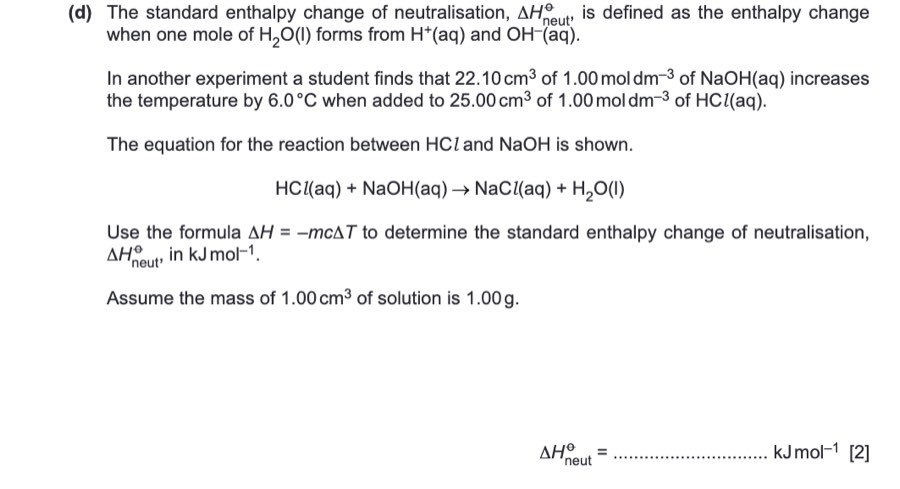 (d) The standard enthalpy change of neutralisation, ΔH⦵neut, is defined as the enthalpy change
when one mole of H₂O(l) forms from H⁺(aq) and OH⁻(aq).
In another experiment a student finds that 22.10 cm³ of 1.00 mol dm⁻³ of NaOH(aq) increases
the temperature by 6.0 °C when added to 25.00 cm³ of 1.00 mol dm⁻³ of HCl(aq).
The equation for the reaction between HCl and NaOH is shown.
HCl(aq) + NaOH(aq) → NaCl(aq) + H₂O(l)
Use the formula ΔH = –mcΔT to determine the standard enthalpy change of neutralisation,
ΔH⦵neut, in kJ mol⁻¹.
Assume the mass of 1.00 cm³ of solution is 1.00 g.
ΔH⦵neut = .............................. kJ mol⁻¹ [2]